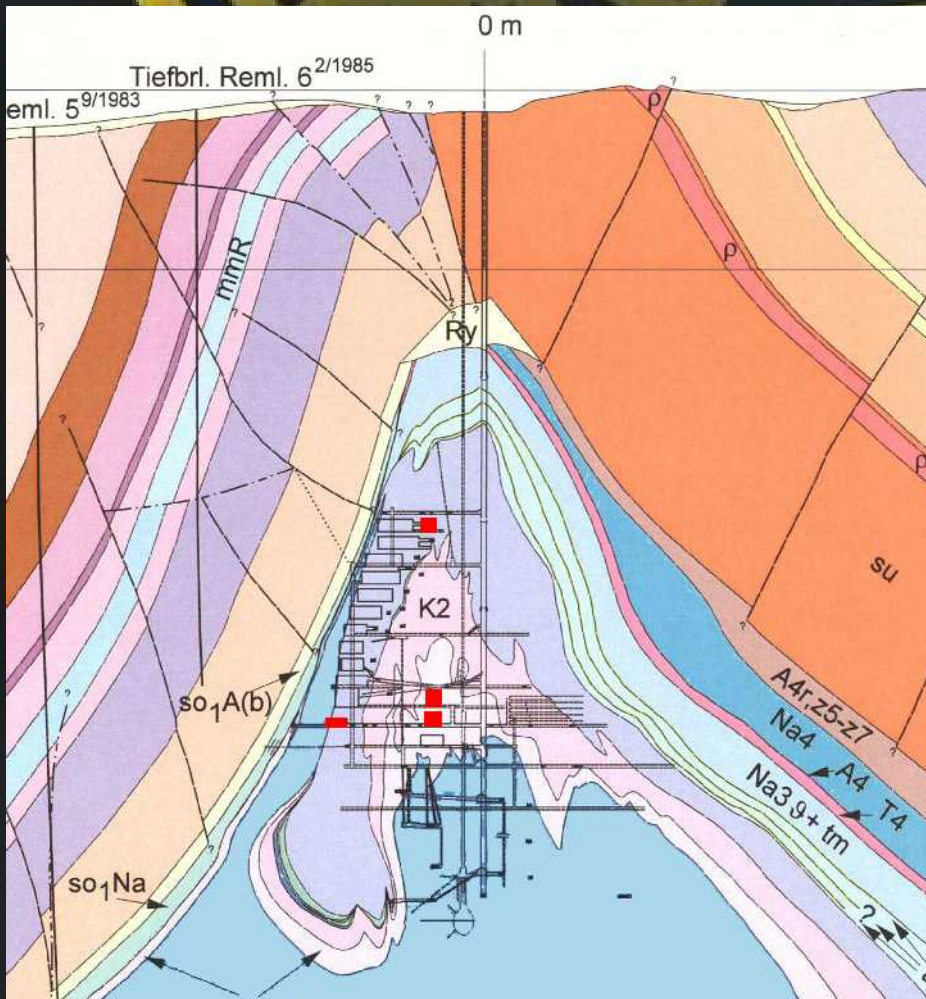 0 m
Tiefbrl. Reml. 6 2/1985
eml. 5 9/1983
ρ
mmR
ρ
Ry
ρ
su
K2
so1A(b)
A4r,z5-z7
Na4
A4
T4
Na3ϑ+ tm
so1Na
?